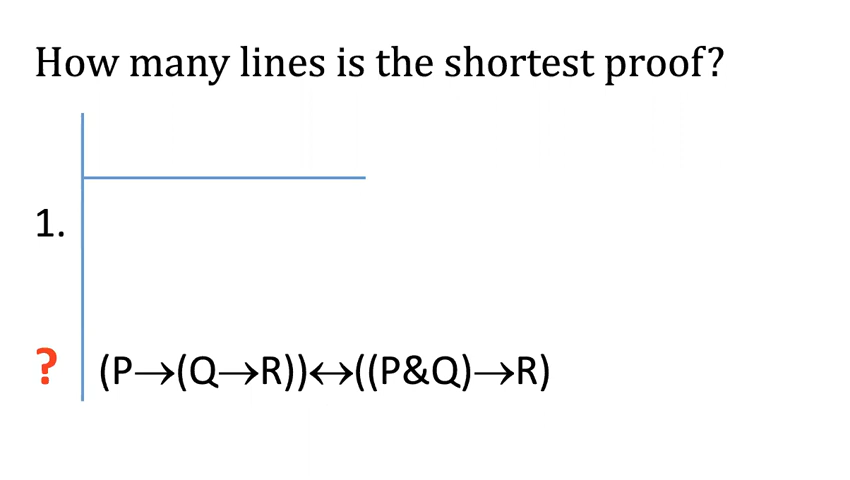 How many lines is the shortest proof?
1.
? (P→(Q→R))↔((P&Q)→R)